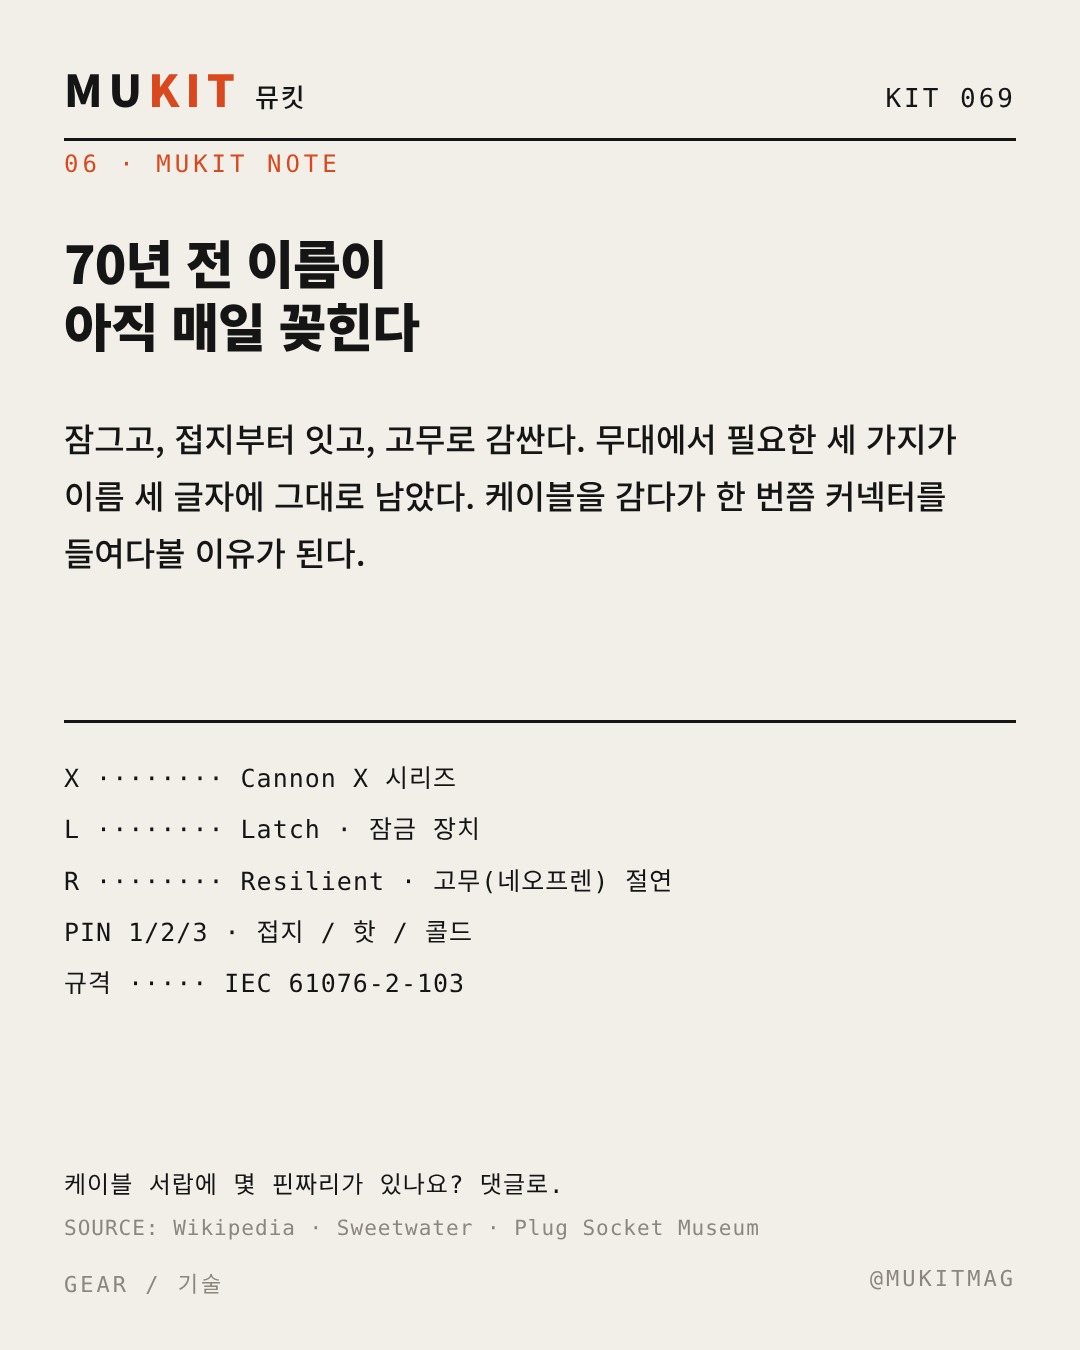 MUKIT 뮤킷
KIT 069
06 · MUKIT NOTE
70년 전 이름이
아직 매일 꽂힌다
잠그고, 접지부터 잇고, 고무로 감싼다. 무대에서 필요한 세 가지가
이름 세 글자에 그대로 남았다. 케이블을 감다가 한 번쯤 커넥터를
들여다볼 이유가 된다.
X ········ Cannon X 시리즈
L ········ Latch · 잠금 장치
R ········ Resilient · 고무(네오프렌) 절연
PIN 1/2/3 · 접지 / 핫 / 콜드
규격 ····· IEC 61076-2-103
케이블 서랍에 몇 핀짜리가 있나요? 댓글로.
SOURCE: Wikipedia · Sweetwater · Plug Socket Museum
GEAR / 기술
@MUKITMAG